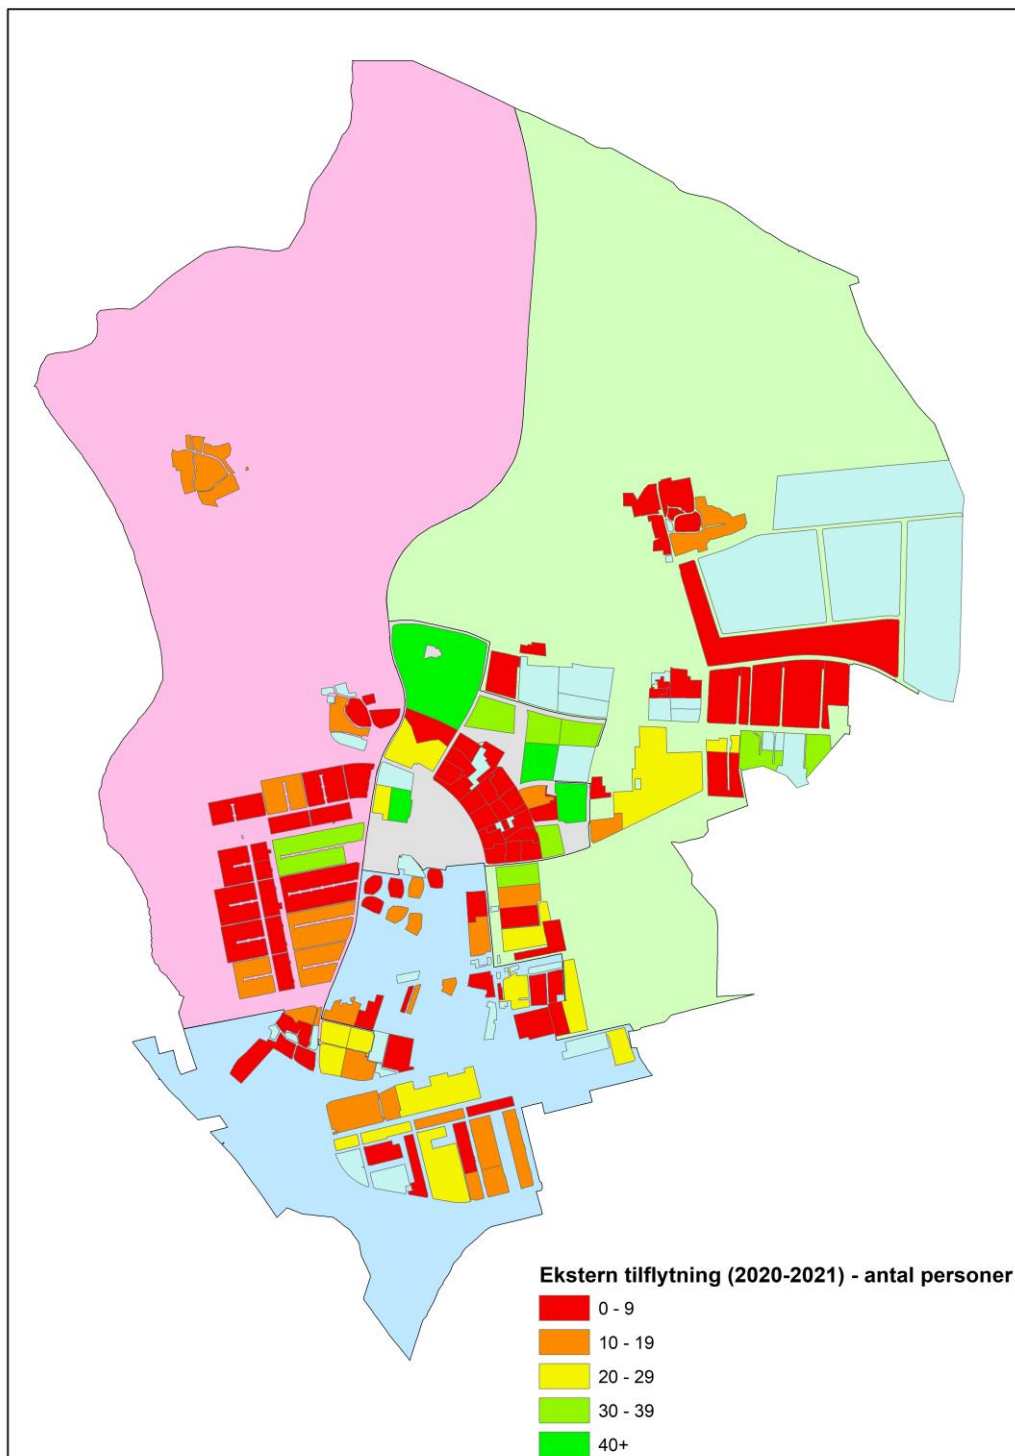 Ekstern tilflytning (2020-2021) - antal personer
0 - 9
10 - 19
20 - 29
30 - 39
40+